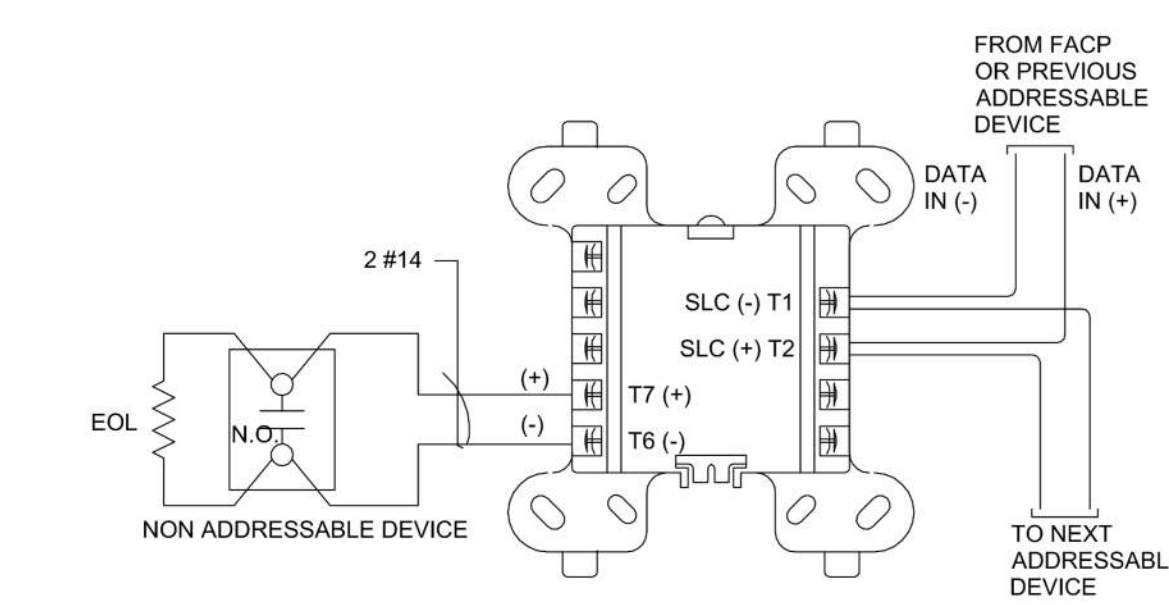 FROM FACP
OR PREVIOUS
ADDRESSABLE
DEVICE
DATA
IN (-)
DATA
IN (+)
2 #14
SLC (-) T1
SLC (+) T2
(+)
T7 (+)
EOL
N.O.
(-)
T6 (-)
NON ADDRESSABLE DEVICE
TO NEXT
ADDRESSABL
DEVICE